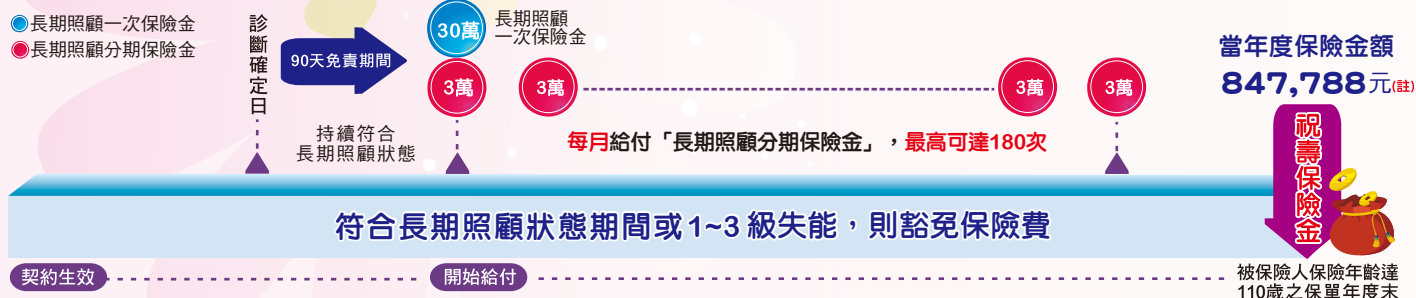 長期照顧一次保險金
長期照顧分期保險金
診斷確定日
90天免責期間
持續符合
長期照顧狀態
30萬
長期照顧
一次保險金
3萬
3萬
3萬
3萬
每月給付「長期照顧分期保險金」，最高可達180次
當年度保險金額
847,788元(註)
祝壽保險金
符合長期照顧狀態期間或1~3級失能，則豁免保險費
契約生效
開始給付
被保險人保險年齡達
110歲之保單年度末